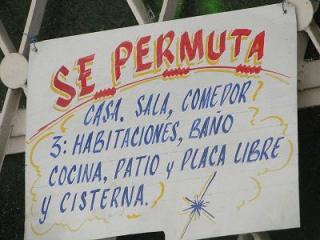 SE PERMUTA
CASA. SALA, COMEDOR
3: HABITACIONES, BAÑO
COCINA, PATIO y PLACA LIBRE
y CISTERNA.